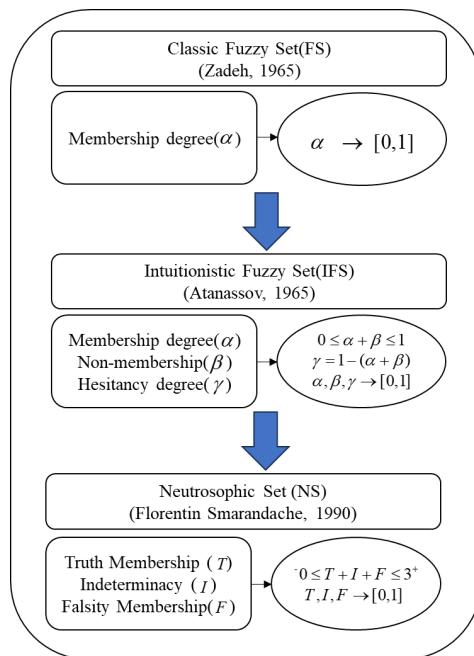 Classic Fuzzy Set(FS)
(Zadeh, 1965)
Membership degree(α)
α → [0,1]
Intuitionistic Fuzzy Set(IFS)
(Atanassov, 1965)
Membership degree(α)
Non-membership(β)
Hesitancy degree(γ)
0 ≤ α + β ≤ 1
γ = 1 − (α + β)
α, β, γ → [0,1]
Neutrosophic Set (NS)
(Florentin Smarandache, 1990)
Truth Membership (T)
Indeterminacy (I)
Falsity Membership(F)
⁻0 ≤ T + I + F ≤ 3⁺
T, I, F → [0,1]